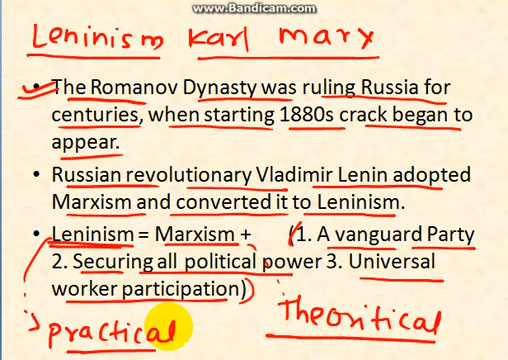 www.Bandicam.com
Leninism Karl marx
• The Romanov Dynasty was ruling Russia for
centuries, when starting 1880s crack began to
appear.
• Russian revolutionary Vladimir Lenin adopted
Marxism and converted it to Leninism.
• Leninism = Marxism + (1. A vanguard Party
2. Securing all political power 3. Universal
worker participation)
practical Theoritical